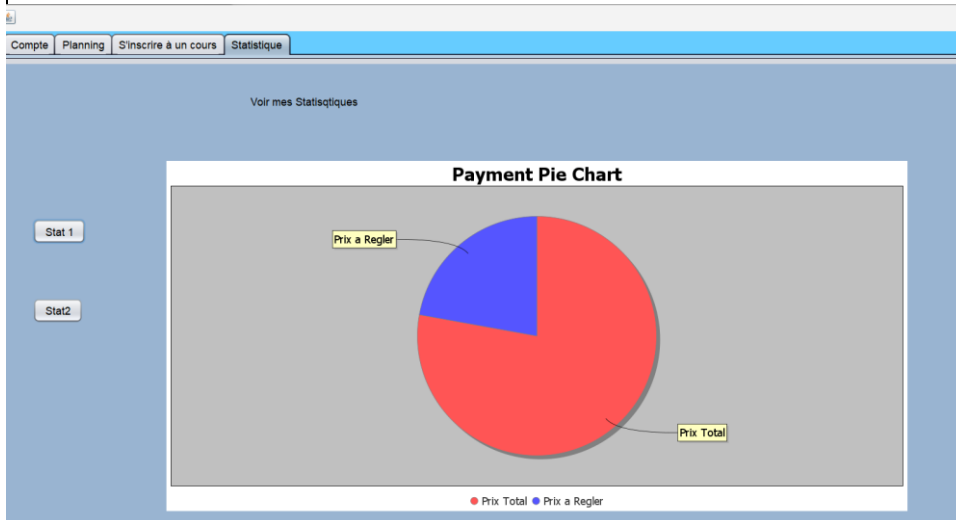 Compte Planning S'inscrire à un cours Statistique
Voir mes Statisqtiques
Payment Pie Chart
Stat 1
Prix a Regler
Stat2
Prix Total
Prix Total Prix a Regler